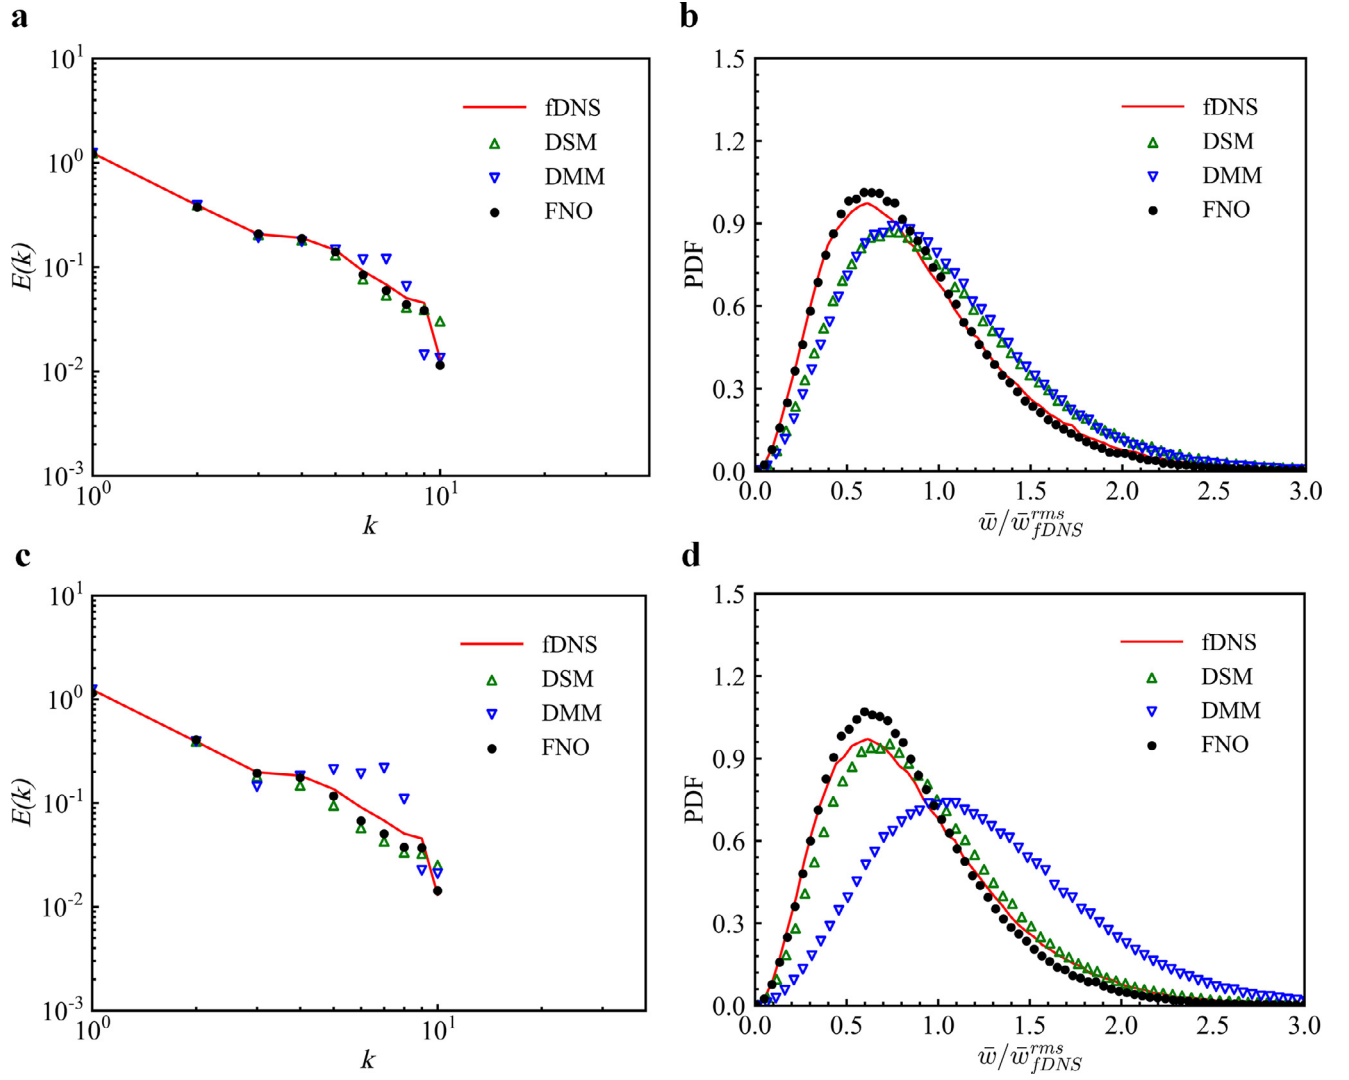 a
10^1
10^0
10^-1
10^-2
10^-3
E(k)
fDNS
DSM
DMM
FNO
10^0
10^1
k
b
1.5
1.2
0.9
0.6
0.3
0.0
PDF
fDNS
DSM
DMM
FNO
0.0 0.5 1.0 1.5 2.0 2.5 3.0
w̄/w̄^rms_fDNS
c
10^1
10^0
10^-1
10^-2
10^-3
E(k)
fDNS
DSM
DMM
FNO
10^0
10^1
k
d
1.5
1.2
0.9
0.6
0.3
0.0
PDF
fDNS
DSM
DMM
FNO
0.0 0.5 1.0 1.5 2.0 2.5 3.0
w̄/w̄^rms_fDNS